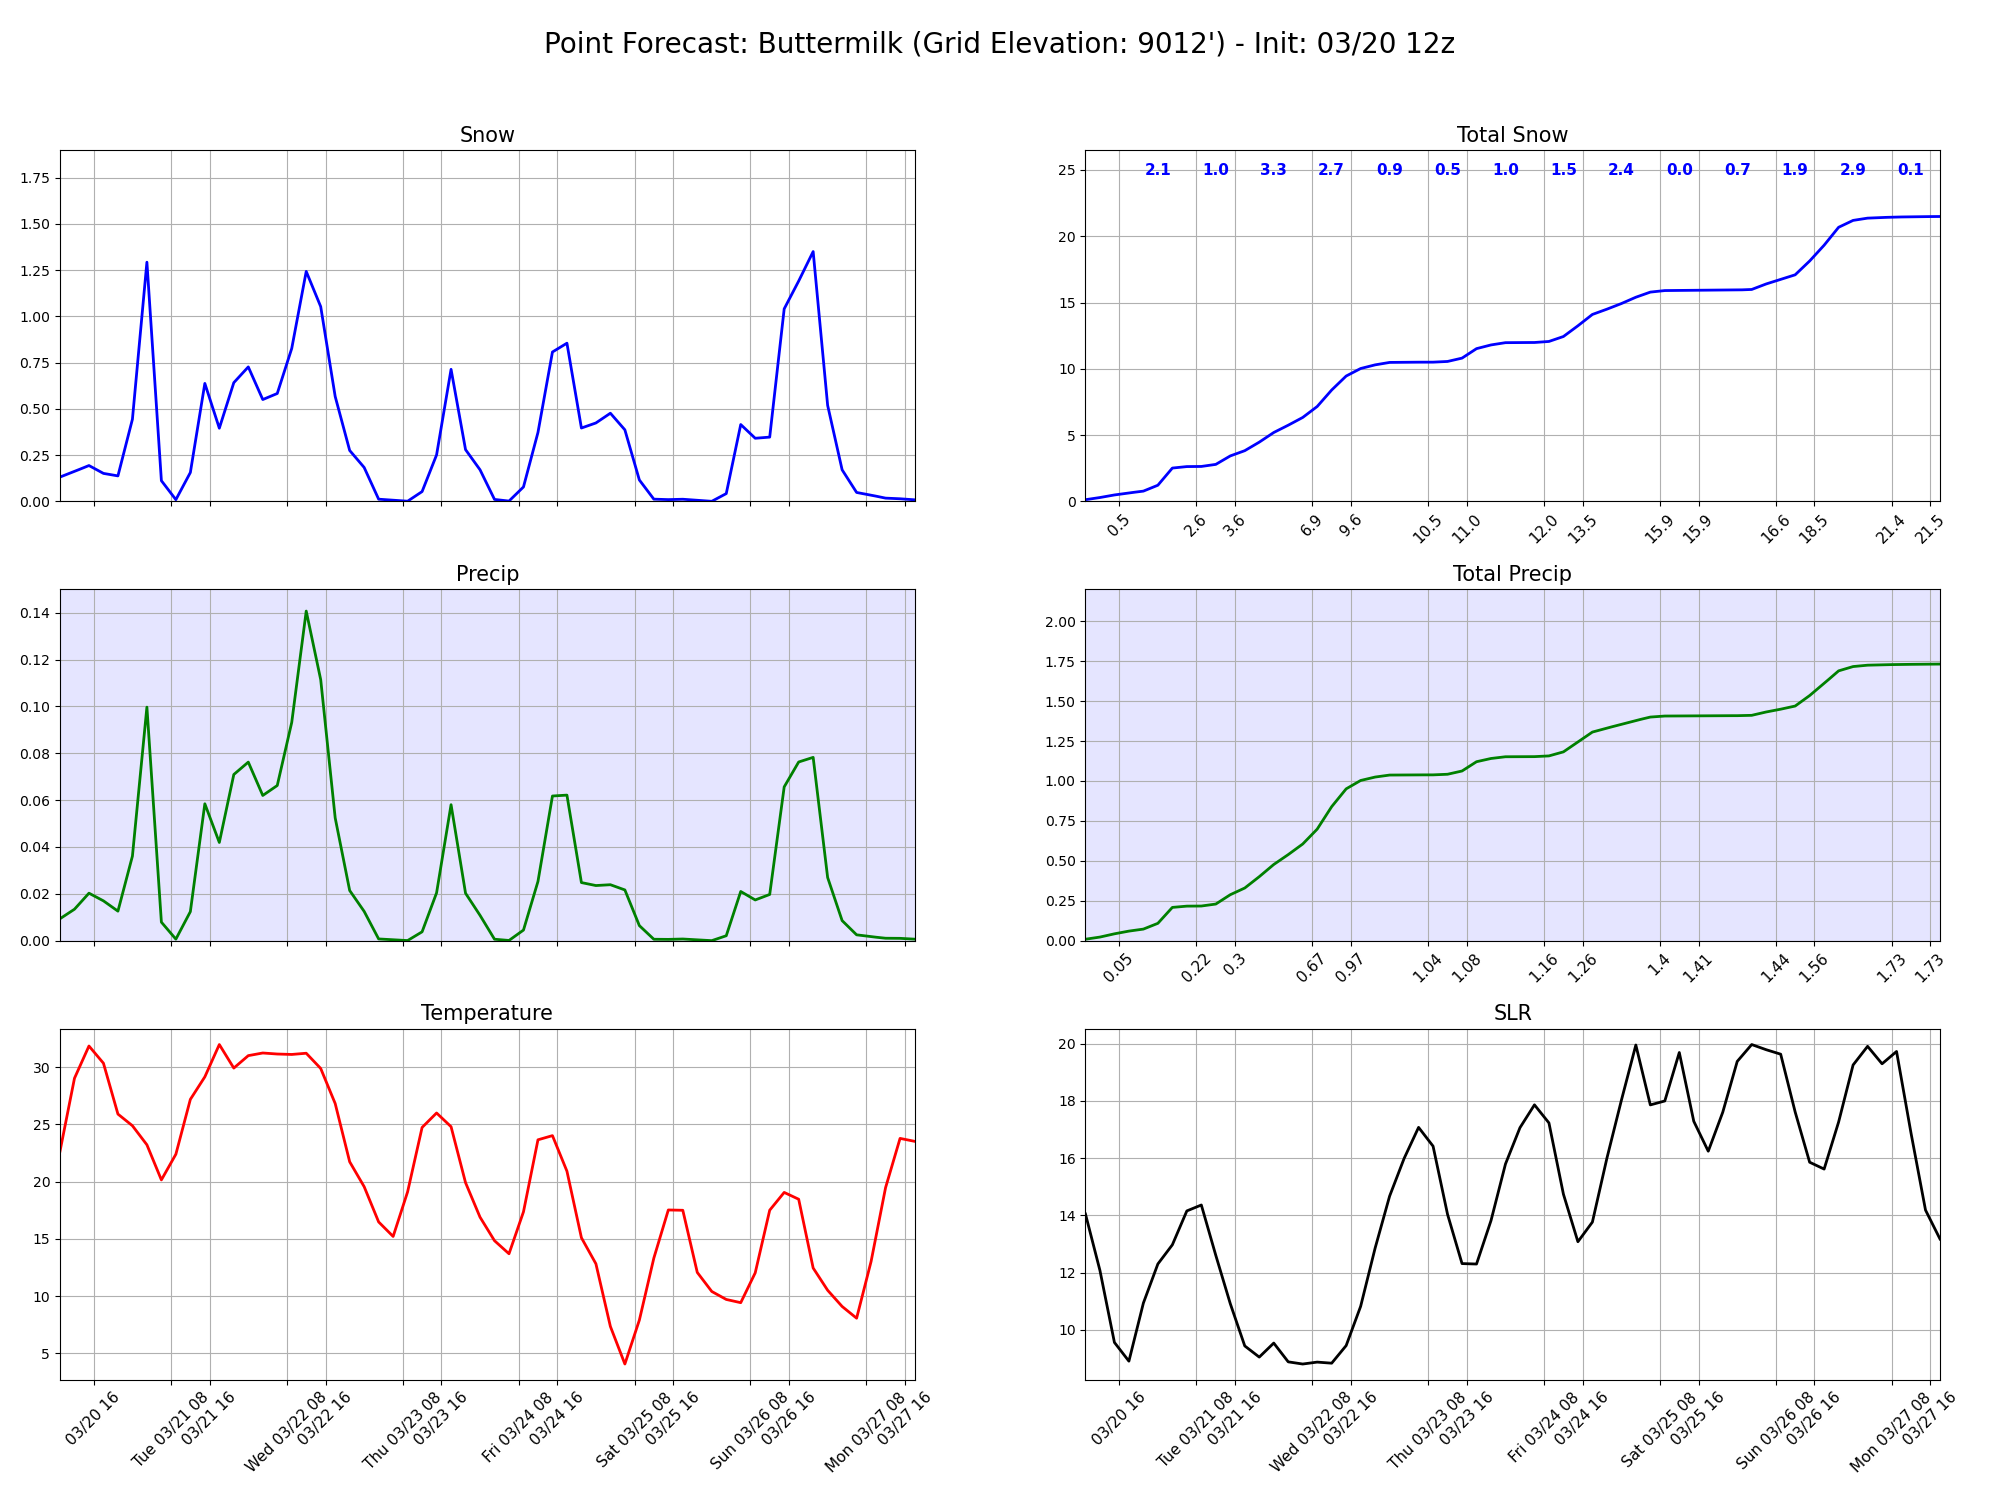 Point Forecast: Buttermilk (Grid Elevation: 9012') - Init: 03/20 12z
Snow
1.75
1.50
1.25
1.00
0.75
0.50
0.25
0.00
Total Snow
25
20
15
10
5
0
2.1 1.0 3.3 2.7 0.9 0.5 1.0 1.5 2.4 0.0 0.7 1.9 2.9 0.1
0.5 2.6 3.6 6.9 9.6 10.5 11.0 12.0 13.5 15.9 15.9 16.6 18.5 21.4 21.5
Precip
0.14
0.12
0.10
0.08
0.06
0.04
0.02
0.00
Total Precip
2.00
1.75
1.50
1.25
1.00
0.75
0.50
0.25
0.00
0.05 0.22 0.3 0.67 0.97 1.04 1.08 1.16 1.26 1.4 1.41 1.44 1.56 1.73 1.73
Temperature
30
25
20
15
10
5
03/20 16
Tue 03/21 08
03/21 16
Wed 03/22 08
03/22 16
Thu 03/23 08
03/23 16
Fri 03/24 08
03/24 16
Sat 03/25 08
03/25 16
Sun 03/26 08
03/26 16
Mon 03/27 08
03/27 16
SLR
20
18
16
14
12
10
03/20 16
Tue 03/21 08
03/21 16
Wed 03/22 08
03/22 16
Thu 03/23 08
03/23 16
Fri 03/24 08
03/24 16
Sat 03/25 08
03/25 16
Sun 03/26 08
03/26 16
Mon 03/27 08
03/27 16